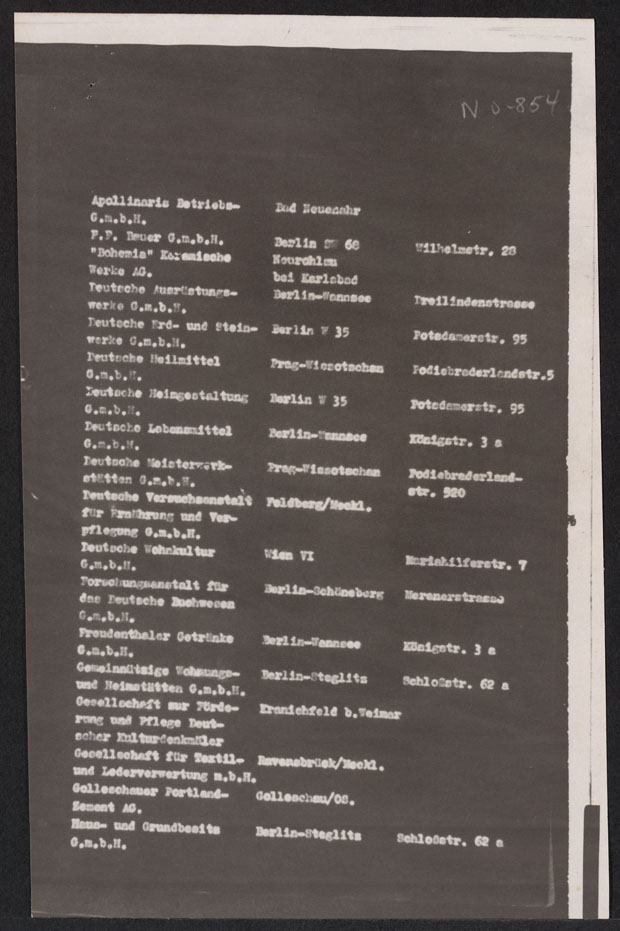 N O-854
Apollinaris Betriebs- Bad Neuenahr
G.m.b.H.
F.F. Bauer G.m.b.H. Berlin SW 68 Wilhelmstr. 28
"Bohemia" Keramische Neurohlau
Werke AG. bei Karlsbad
Deutsche Ausrüstungs- Berlin-Wannsee Dreilindenstrasse
werke G.m.b.H.
Deutsche Erd- und Stein- Berlin W 35 Potsdamerstr. 95
werke G.m.b.H.
Deutsche Heilmittel Prag-Wissotschan Podiebraderlandstr.5
G.m.b.H.
Deutsche Heimgestaltung Berlin W 35 Potsdamerstr. 95
G.m.b.H.
Deutsche Lebensmittel Berlin-Wannsee Königstr. 3 a
G.m.b.H.
Deutsche Meisterwerk- Prag-Wissotschan Podiebraderland-
stätten G.m.b.H. str. 520
Deutsche Versuchsanstalt Feldberg/Meckl.
für Ernährung und Ver-
pflegung G.m.b.H.
Deutsche Wohnkultur Wien VI Mariahilferstr. 7
G.m.b.H.
Forschungsanstalt für Berlin-Schöneberg Meranerstrasse
das Deutsche Buchwesen
G.m.b.H.
Freudenthaler Getränke Berlin-Wannsee Königstr. 3 a
G.m.b.H.
Gemeinnützige Wohnungs- Berlin-Steglitz Schloßstr. 62 a
und Heimstätten G.m.b.H.
Gesellschaft zur Förde- Kranichfeld b.Weimar
rung und Pflege Deut-
scher Kulturdenkmäler
Gesellschaft für Textil- Ravensbrück/Meckl.
und Lederverwertung m.b.H.
Golleschauer Portland- Golleschau/OS.
Zement AG.
Haus- und Grundbesitz Berlin-Steglitz Schloßstr. 62 a
G.m.b.H.